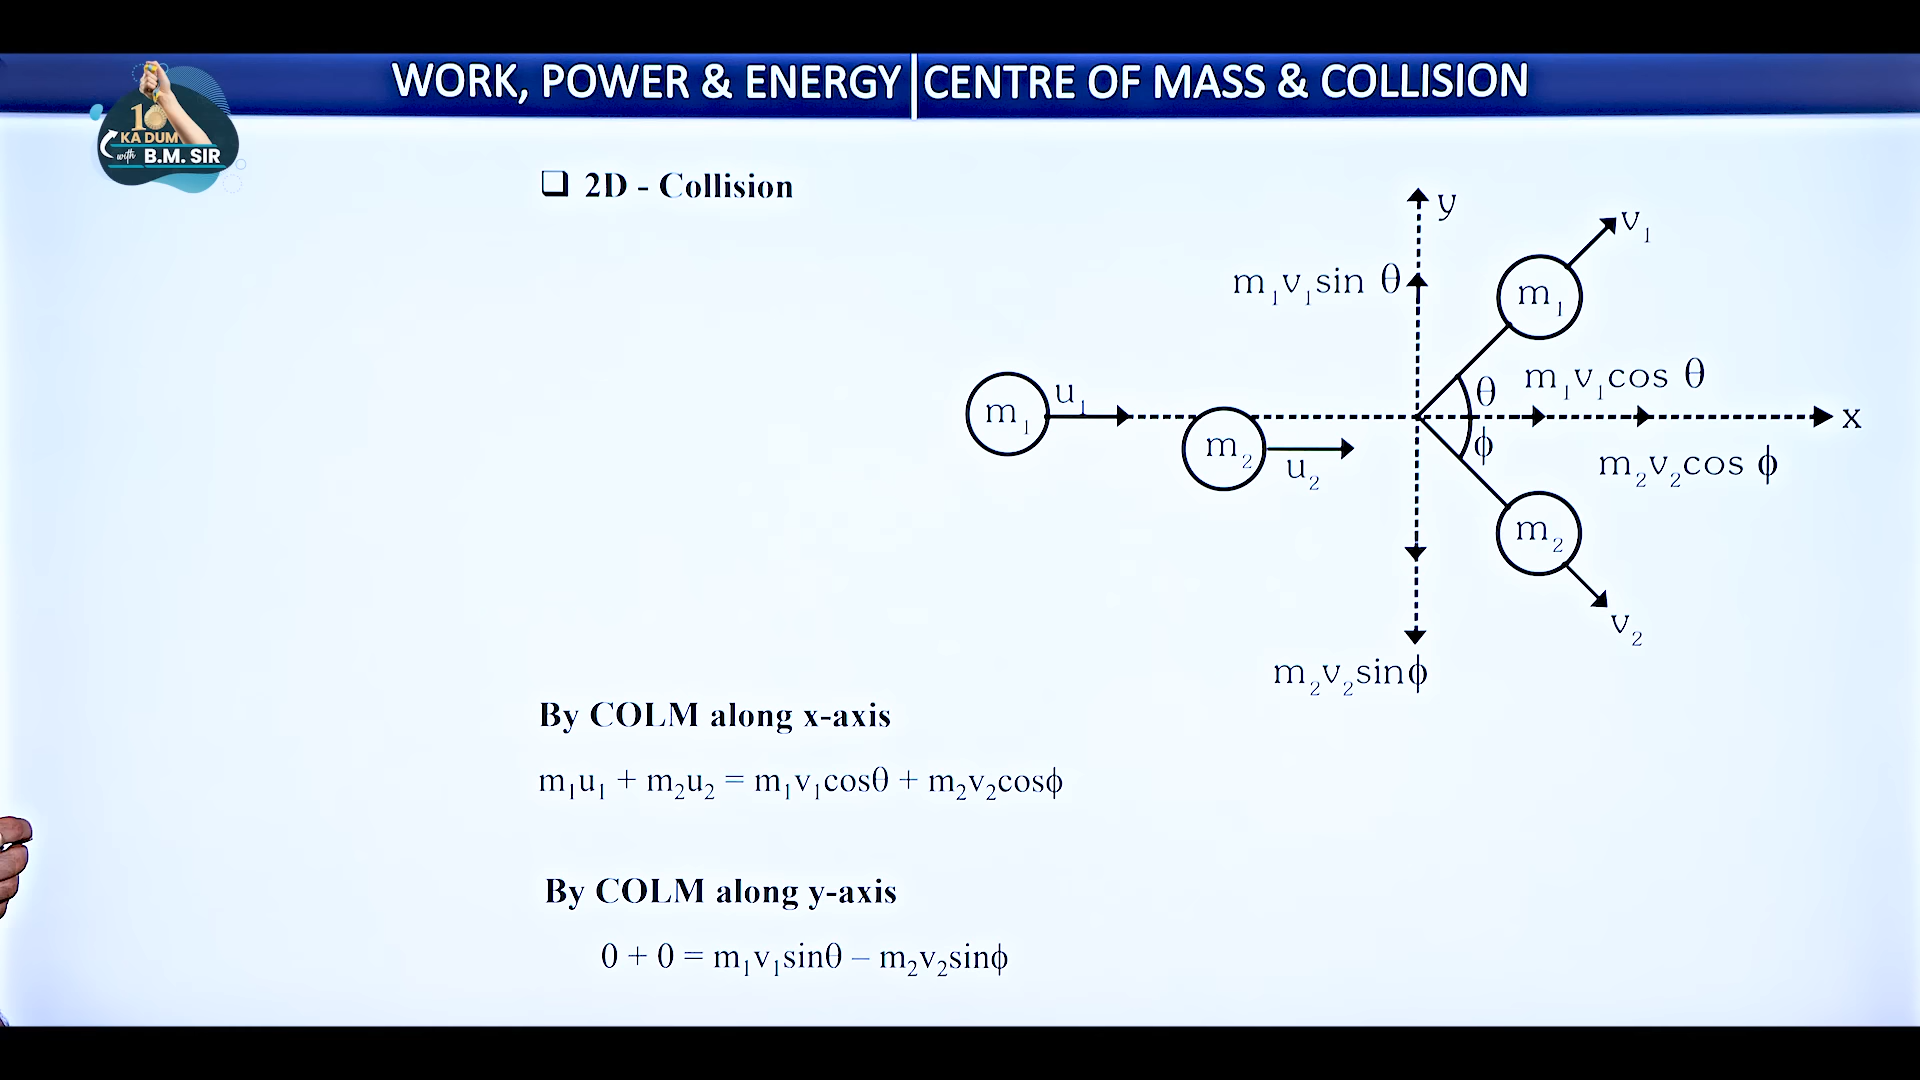 WORK, POWER & ENERGY | CENTRE OF MASS & COLLISION
10
KA DUM
with B.M. SIR
❑ 2D - Collision
y
v₁
m₁v₁sin θ
m₁
m₁
u₁
θ
m₁v₁cos θ
x
m₂
u₂
ϕ
m₂v₂cos ϕ
m₂
v₂
m₂v₂sinϕ
By COLM along x-axis
m₁u₁ + m₂u₂ = m₁v₁cosθ + m₂v₂cosϕ
By COLM along y-axis
0 + 0 = m₁v₁sinθ – m₂v₂sinϕ